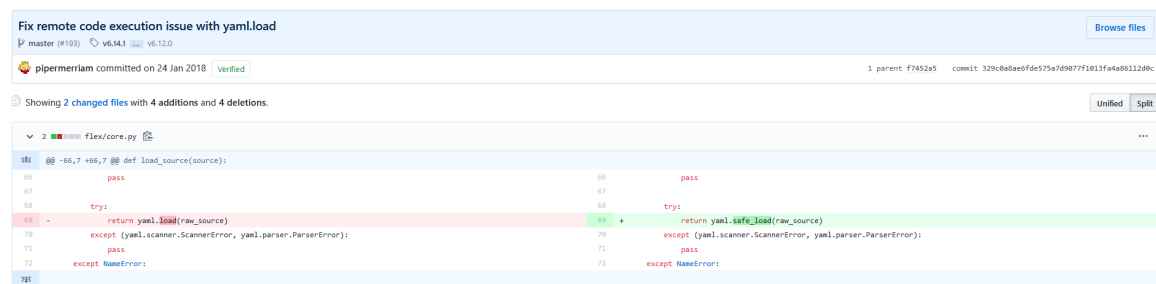 Fix remote code execution issue with yaml.load
Browse files
master (#193) v6.14.1 ... v6.12.0
pipermerriam committed on 24 Jan 2018 Verified
1 parent f7452a5 commit 329c0a8ae6fde575a7d9077f1013fa4a86112d0c
Showing 2 changed files with 4 additions and 4 deletions.
Unified Split
2 flex/core.py
@@ -66,7 +66,7 @@ def load_source(source):
66 pass 66 pass
67 67
68 try: 68 try:
69 - return yaml.load(raw_source) 69 + return yaml.safe_load(raw_source)
70 except (yaml.scanner.ScannerError, yaml.parser.ParserError): 70 except (yaml.scanner.ScannerError, yaml.parser.ParserError):
71 pass 71 pass
72 except NameError: 72 except NameError: